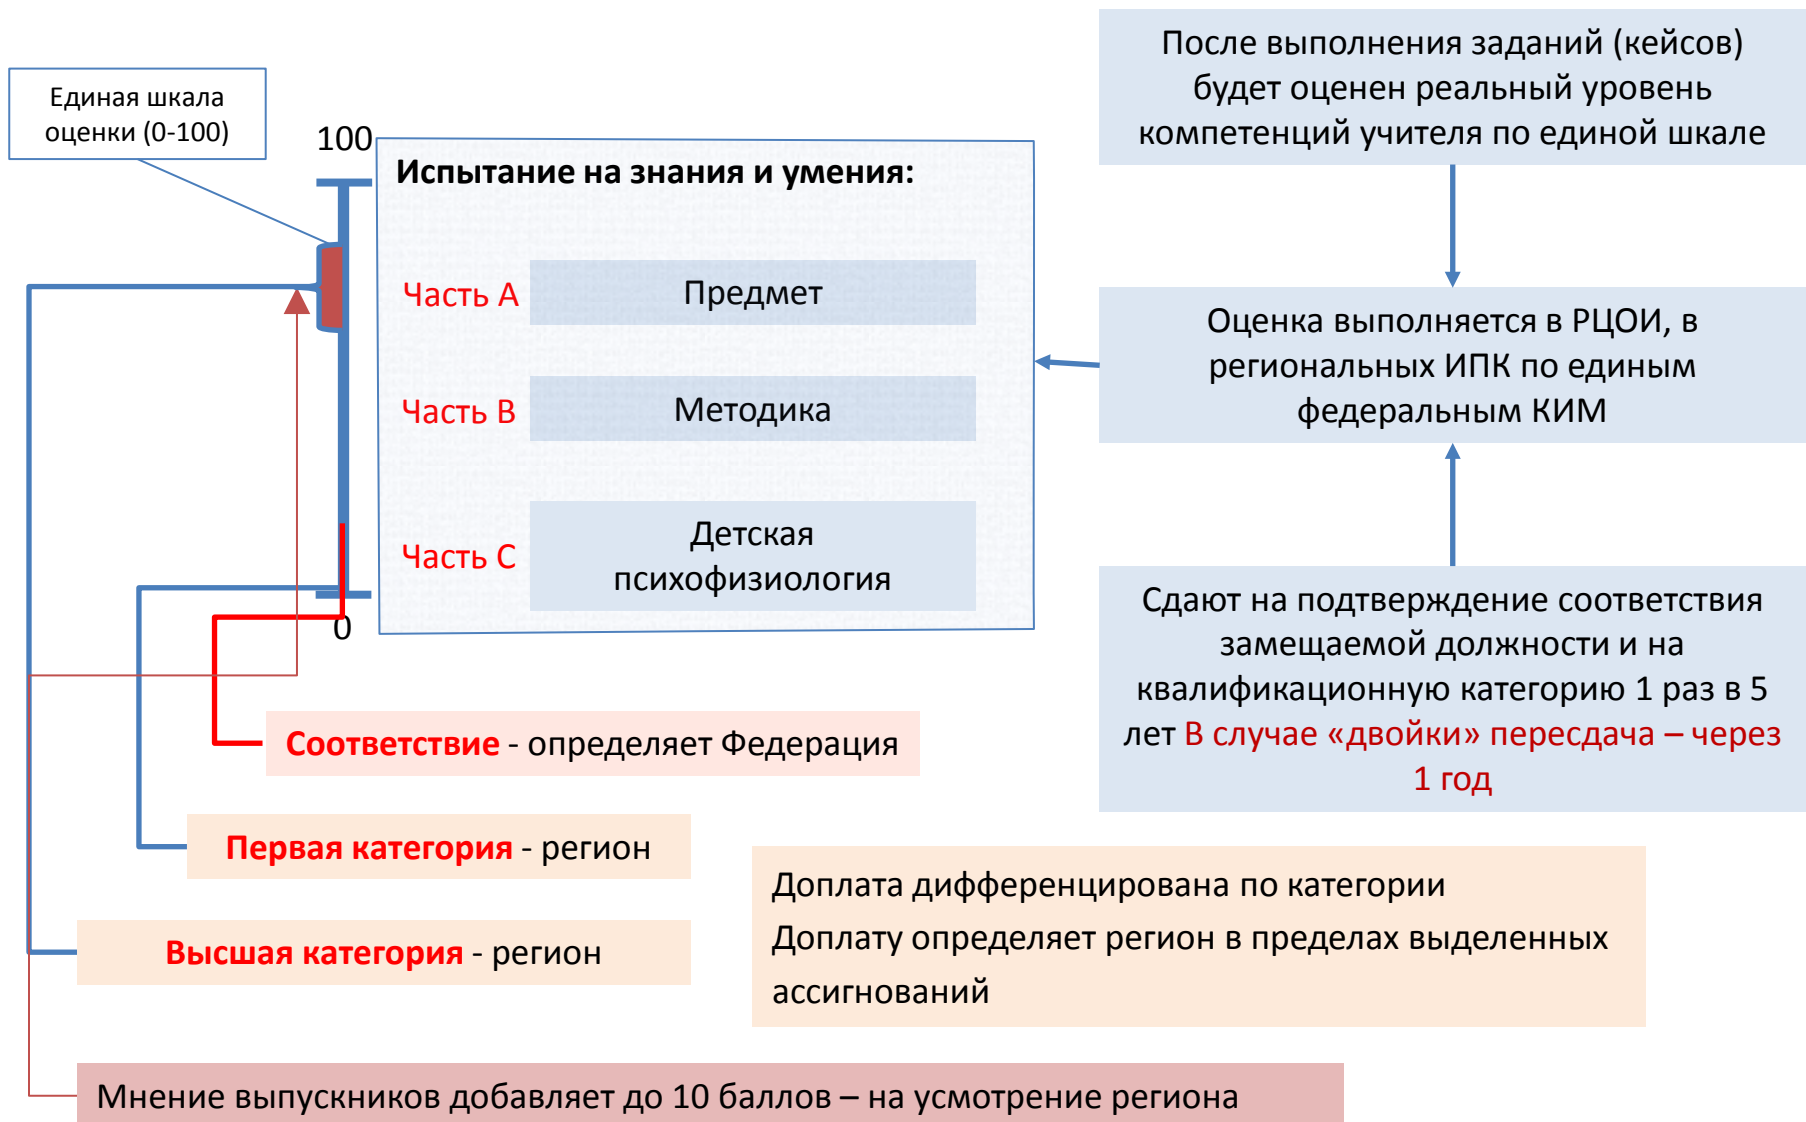 Единая шкала
оценки (0-100)
100
Испытание на знания и умения:
Часть А
Предмет
Часть В
Методика
Часть С
Детская
психофизиология
0
После выполнения заданий (кейсов)
будет оценен реальный уровень
компетенций учителя по единой шкале
Оценка выполняется в РЦОИ, в
региональных ИПК по единым
федеральным КИМ
Сдают на подтверждение соответствия
замещаемой должности и на
квалификационную категорию 1 раз в 5
лет В случае «двойки» пересдача – через
1 год
Соответствие - определяет Федерация
Первая категория - регион
Высшая категория - регион
Доплата дифференцирована по категории
Доплату определяет регион в пределах выделенных
ассигнований
Мнение выпускников добавляет до 10 баллов – на усмотрение региона